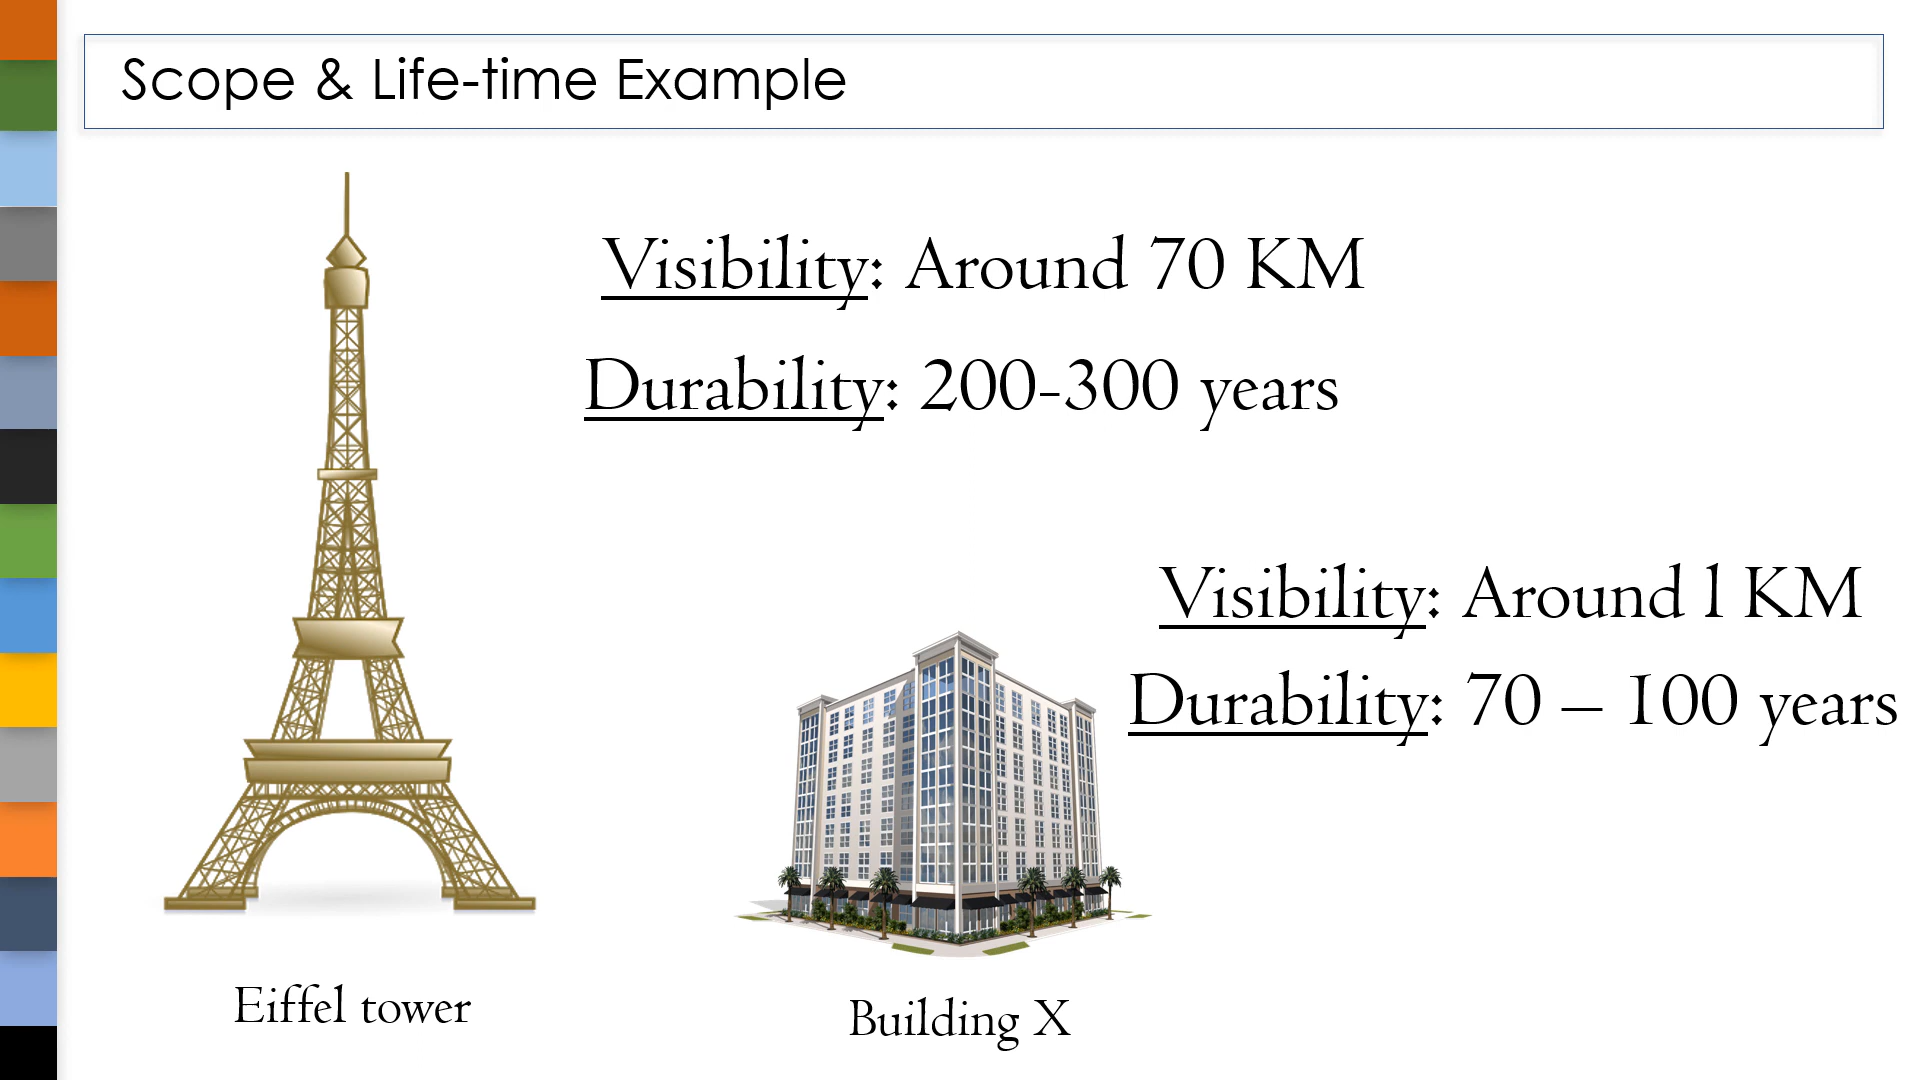 Scope & Life-time Example
Visibility: Around 70 KM
Durability: 200-300 years
Visibility: Around 1 KM
Durability: 70 – 100 years
Eiffel tower
Building X